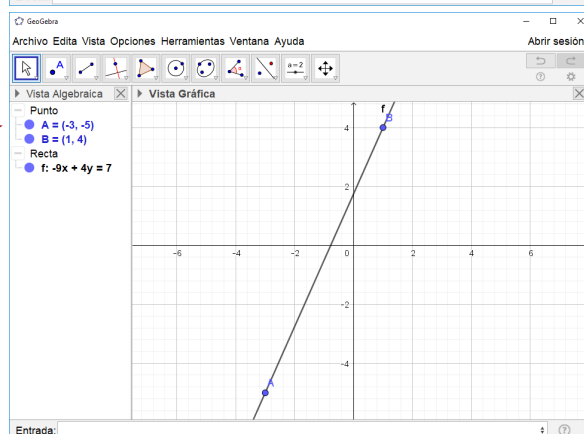 GeoGebra
Archivo Edita Vista Opciones Herramientas Ventana Ayuda
Abrir sesión
A
a=2
Vista Algebraica
Vista Gráfica
Punto
A = (-3, -5)
B = (1, 4)
Recta
f: -9x + 4y = 7
f
B
4
2
-6
-4
-2
0
2
4
6
-2
-4
A
Entrada: